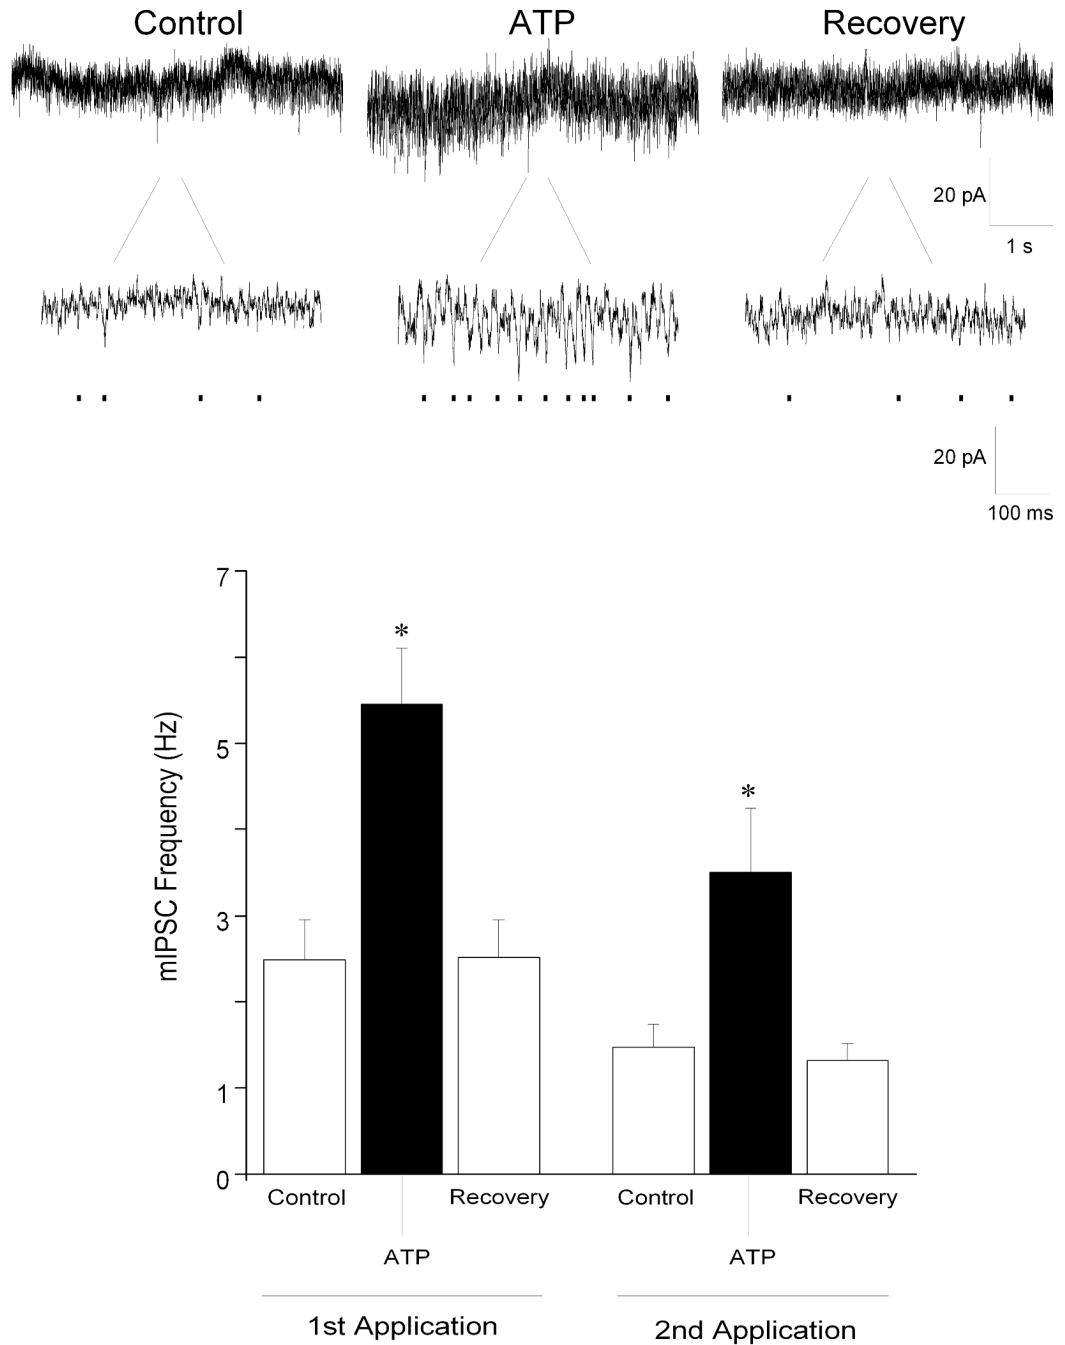 Control ATP Recovery
20 pA
1 s
20 pA
100 ms
7
*
5
*
mIPSC Frequency (Hz)
3
1
0
Control Recovery Control Recovery
ATP ATP
1st Application 2nd Application